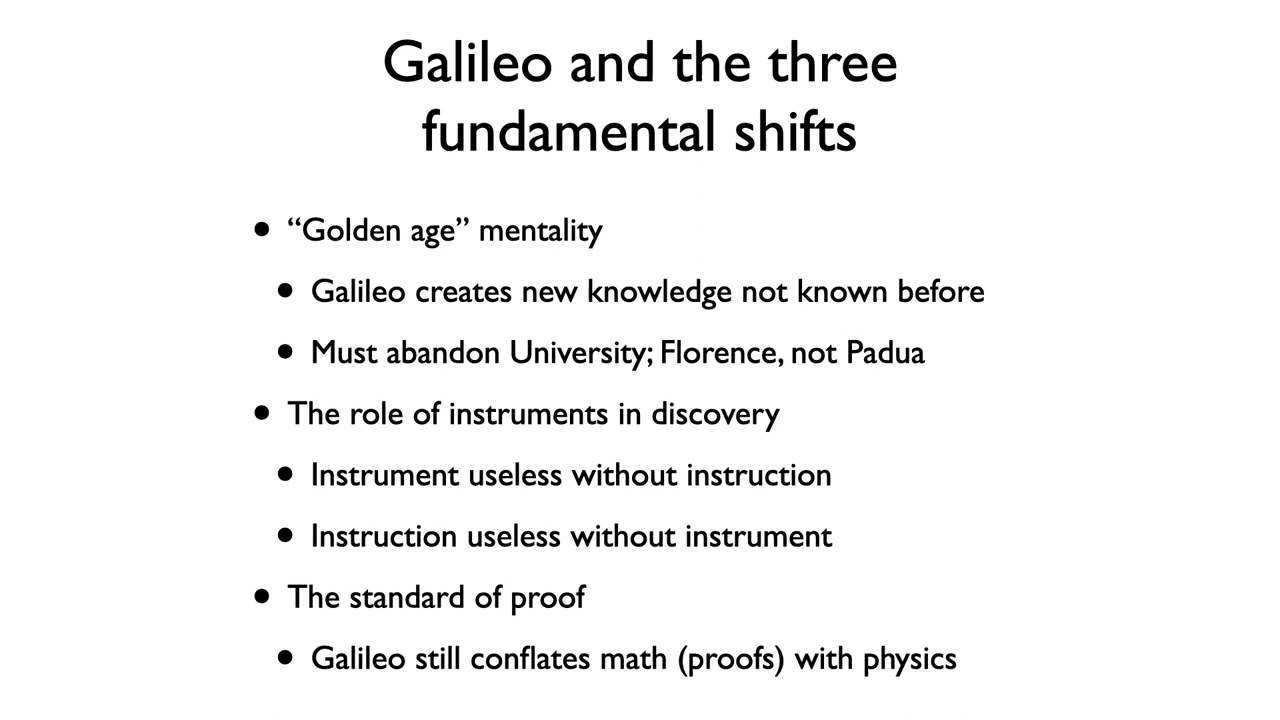 Galileo and the three
fundamental shifts
• “Golden age” mentality
• Galileo creates new knowledge not known before
• Must abandon University; Florence, not Padua
• The role of instruments in discovery
• Instrument useless without instruction
• Instruction useless without instrument
• The standard of proof
• Galileo still conflates math (proofs) with physics